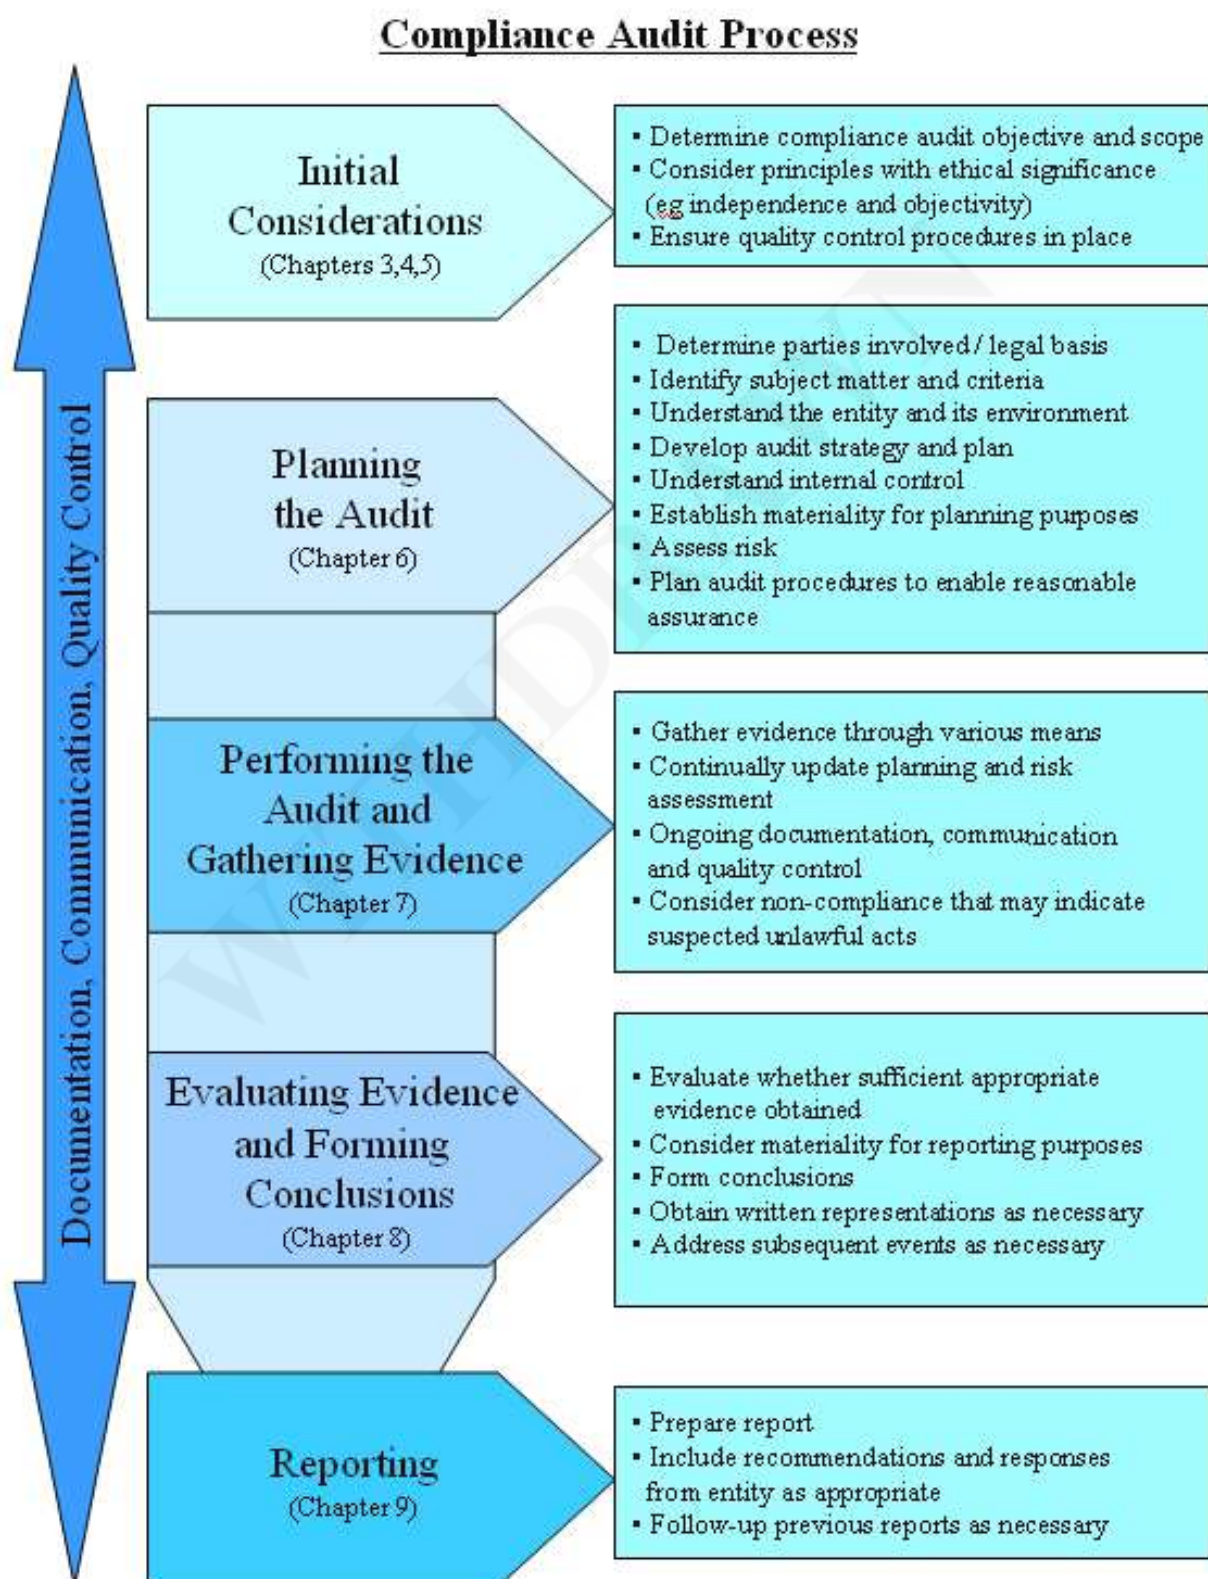 Compliance Audit Process
Documentation, Communication, Quality Control
Initial
Considerations
(Chapters 3,4,5)
▪ Determine compliance audit objective and scope
▪ Consider principles with ethical significance
(eg independence and objectivity)
▪ Ensure quality control procedures in place
Planning
the Audit
(Chapter 6)
▪ Determine parties involved / legal basis
▪ Identify subject matter and criteria
▪ Understand the entity and its environment
▪ Develop audit strategy and plan
▪ Understand internal control
▪ Establish materiality for planning purposes
▪ Assess risk
▪ Plan audit procedures to enable reasonable
assurance
Performing the
Audit and
Gathering Evidence
(Chapter 7)
▪ Gather evidence through various means
▪ Continually update planning and risk
assessment
▪ Ongoing documentation, communication
and quality control
▪ Consider non-compliance that may indicate
suspected unlawful acts
Evaluating Evidence
and Forming
Conclusions
(Chapter 8)
▪ Evaluate whether sufficient appropriate
evidence obtained
▪ Consider materiality for reporting purposes
▪ Form conclusions
▪ Obtain written representations as necessary
▪ Address subsequent events as necessary
Reporting
(Chapter 9)
▪ Prepare report
▪ Include recommendations and responses
from entity as appropriate
▪ Follow-up previous reports as necessary